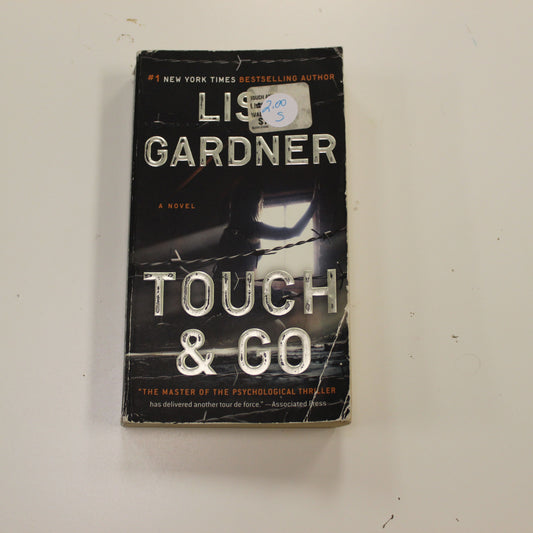 #1 NEW YORK TIMES BESTSELLING AUTHOR
LIS
GARDNER
2.00
S
A NOVEL
TOUCH
& GO
"THE MASTER OF THE PSYCHOLOGICAL THRILLER
has delivered another tour de force." —Associated Press